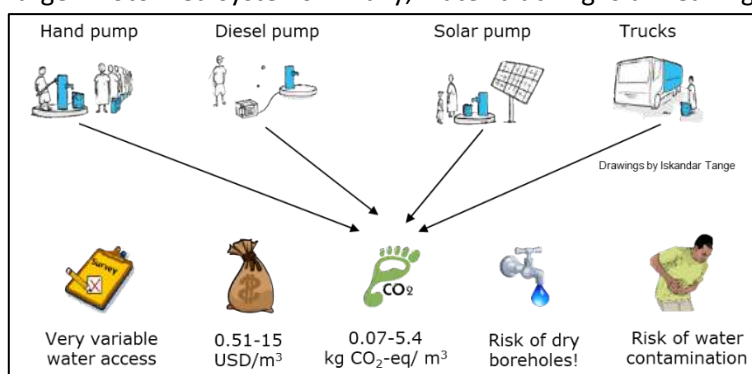 Hand pump
Diesel pump
Solar pump
Trucks
Drawings by Iskandar Tange
Survey
$
CO₂
Very variable
water access
0.51-15
USD/m³
0.07-5.4
kg CO₂-eq/ m³
Risk of dry
boreholes!
Risk of water
contamination